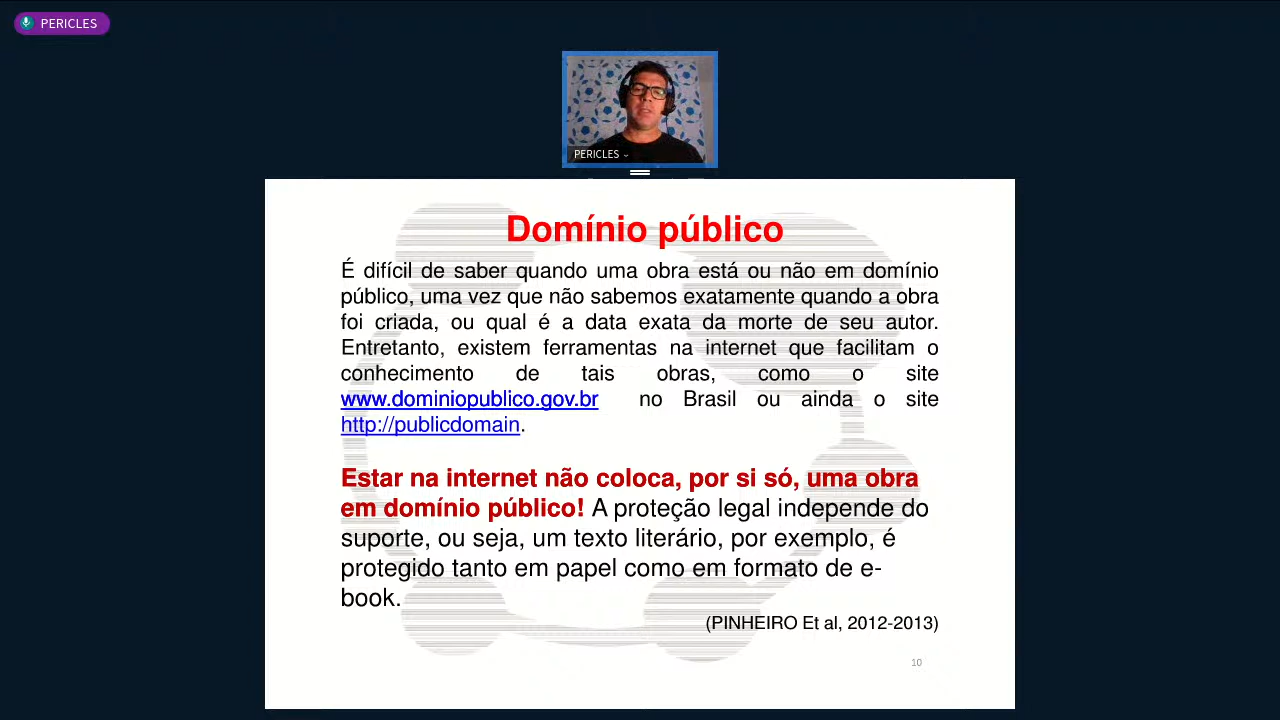 PERICLES
PERICLES
Domínio público
É difícil de saber quando uma obra está ou não em domínio
público, uma vez que não sabemos exatamente quando a obra
foi criada, ou qual é a data exata da morte de seu autor.
Entretanto, existem ferramentas na internet que facilitam o
conhecimento de tais obras, como o site
www.dominiopublico.gov.br no Brasil ou ainda o site
http://publicdomain.
Estar na internet não coloca, por si só, uma obra
em domínio público! A proteção legal independe do
suporte, ou seja, um texto literário, por exemplo, é
protegido tanto em papel como em formato de e-
book.
(PINHEIRO Et al, 2012-2013)
10